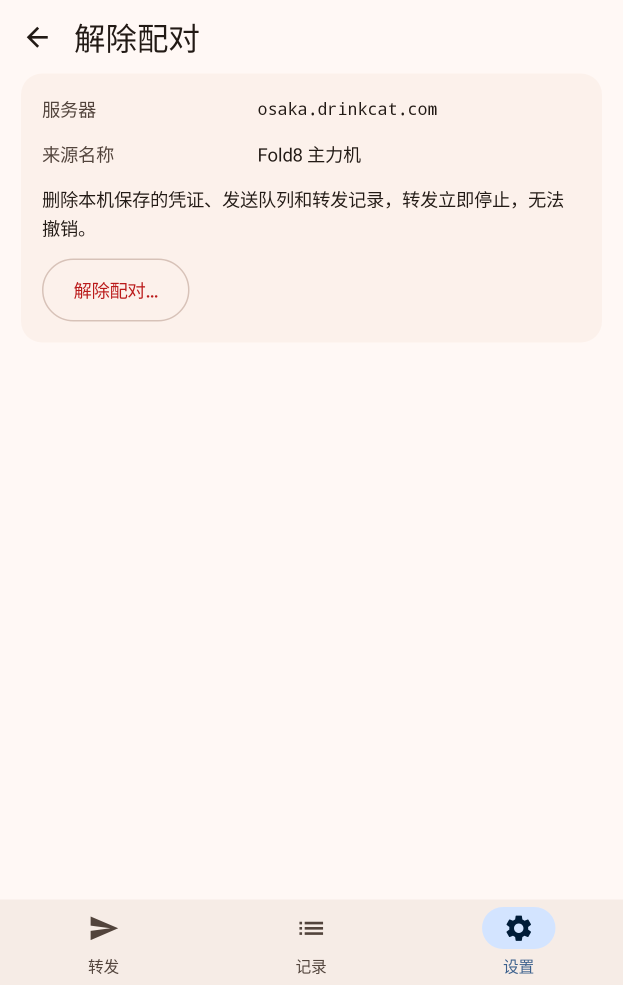 解除配对
服务器 osaka.drinkcat.com
来源名称 Fold8 主力机
删除本机保存的凭证、发送队列和转发记录，转发立即停止，无法
撤销。
解除配对...
转发 记录 设置